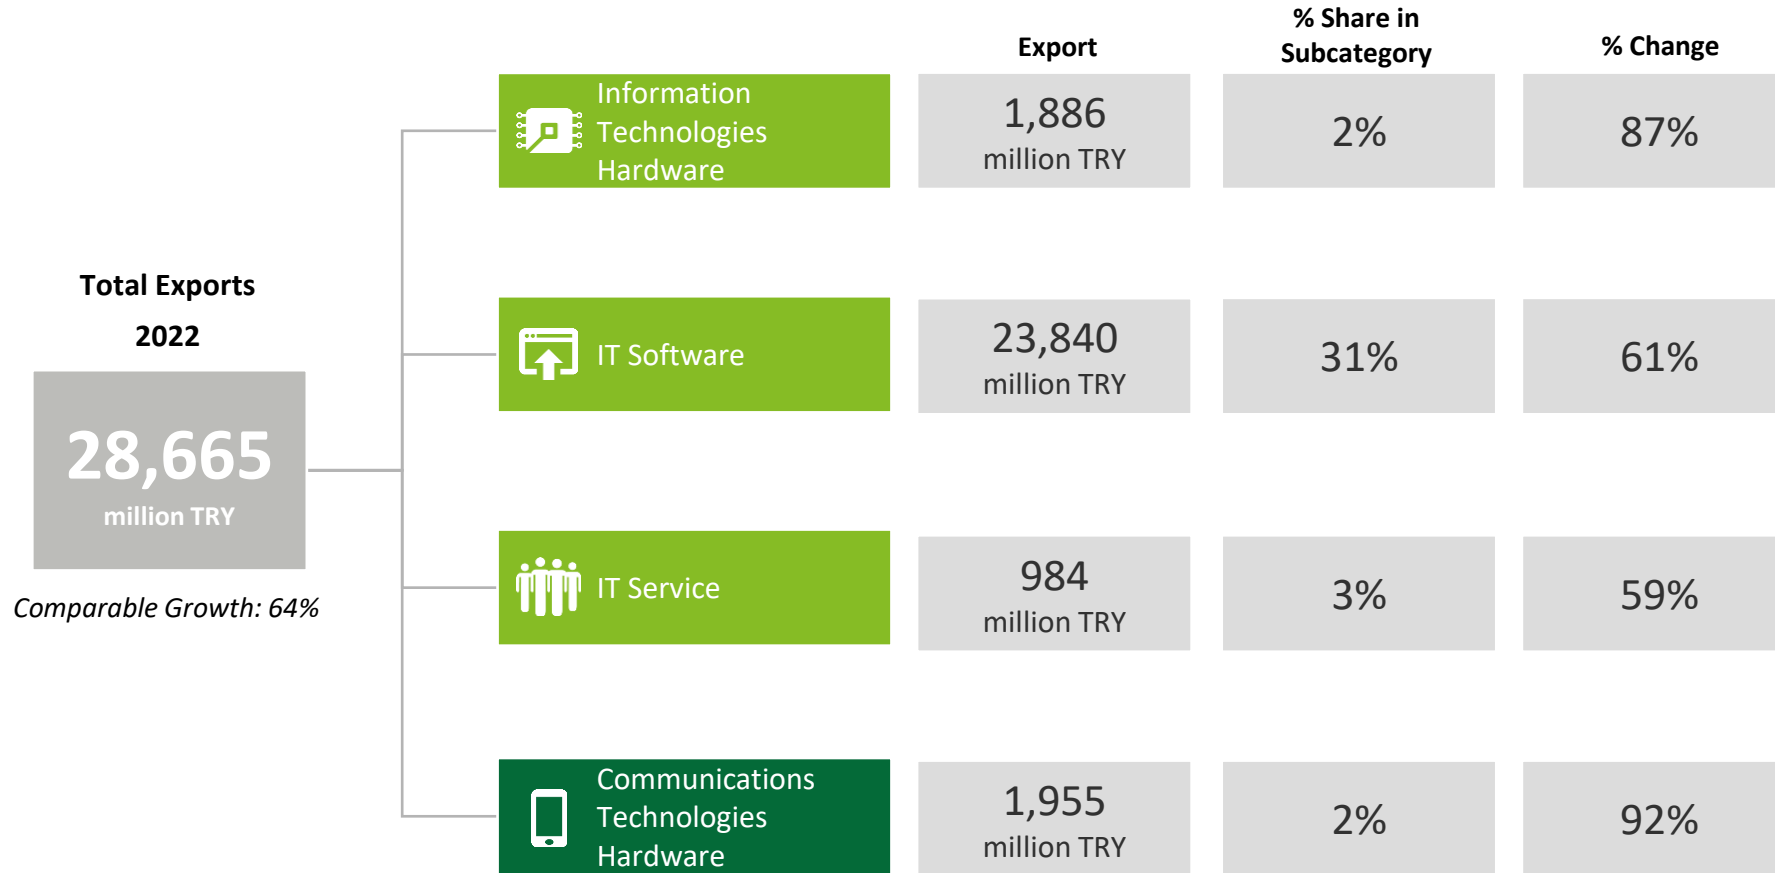 Export
% Share in
Subcategory
% Change
Information
Technologies
Hardware
1,886
million TRY
2%
87%
Total Exports
2022
28,665
million TRY
Comparable Growth: 64%
IT Software
23,840
million TRY
31%
61%
IT Service
984
million TRY
3%
59%
Communications
Technologies
Hardware
1,955
million TRY
2%
92%